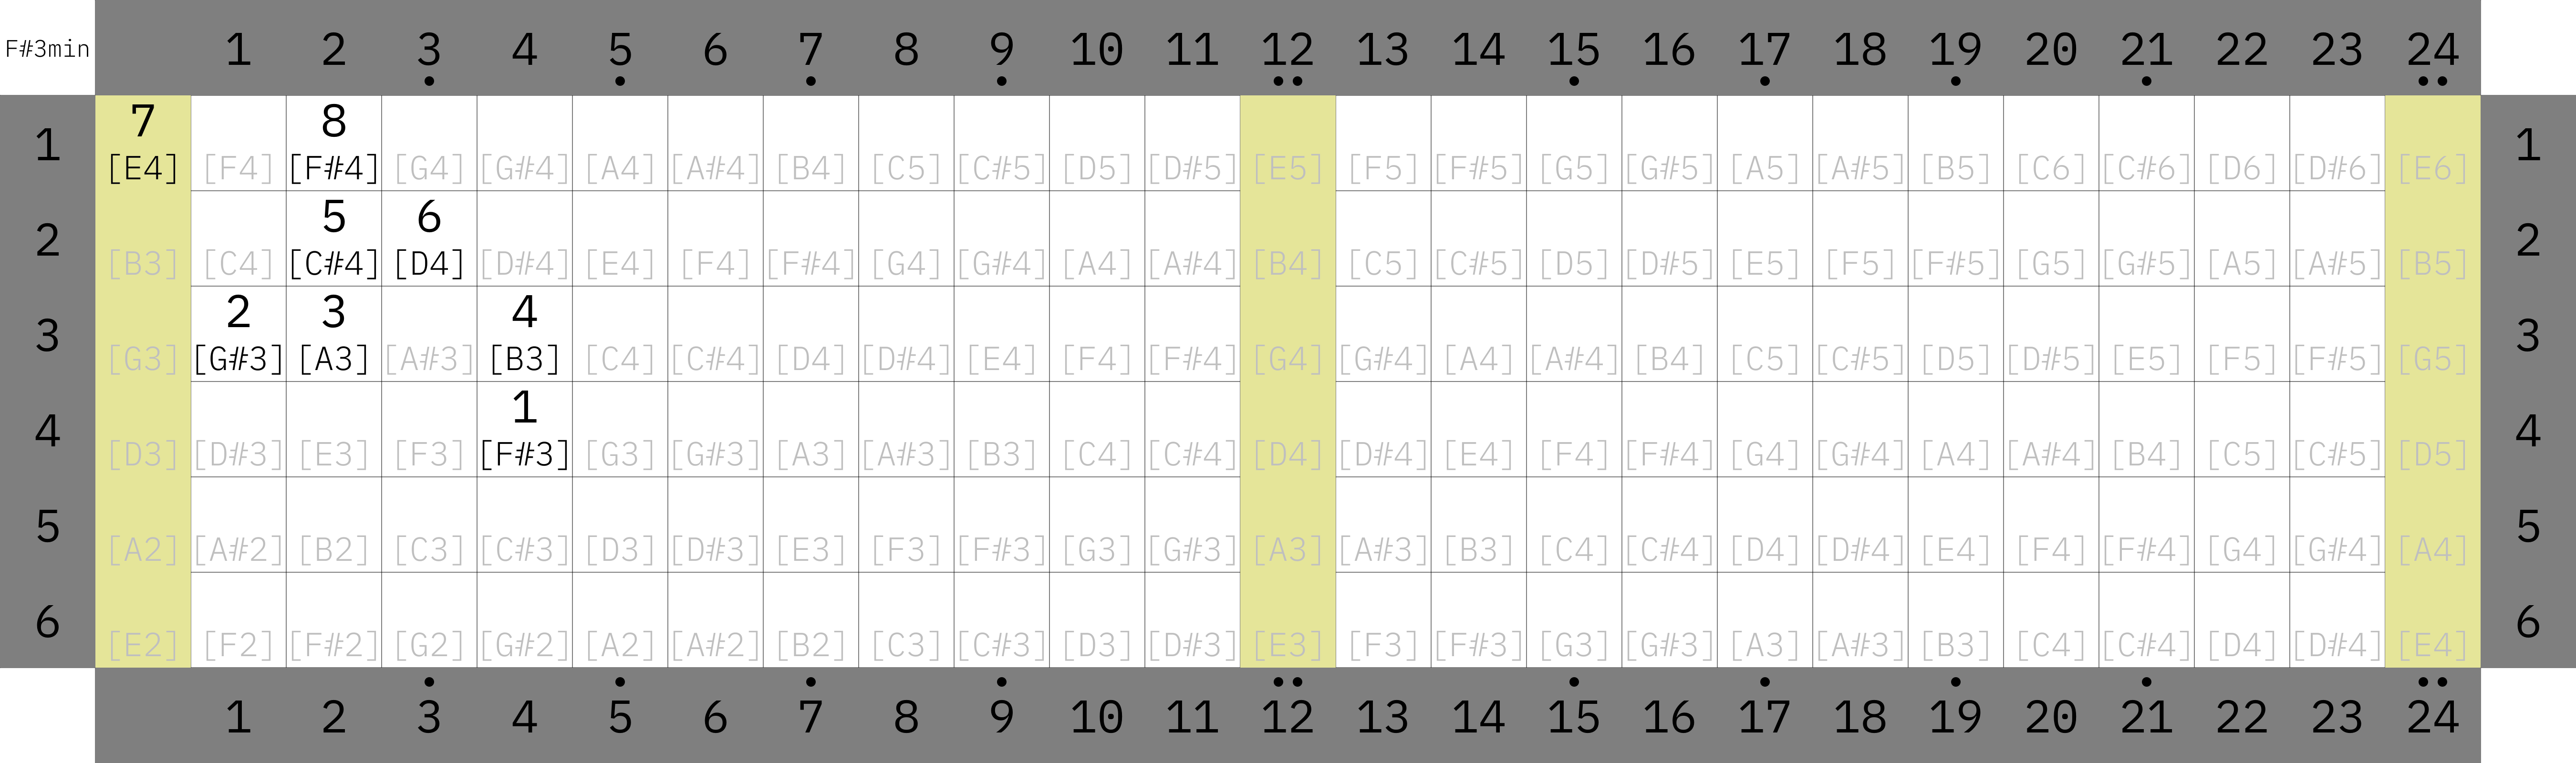 F#3min 1 2 3 4 5 6 7 8 9 10 11 12 13 14 15 16 17 18 19 20 21 22 23 24
7 8
1 [E4] [F4] [F#4] [G4] [G#4] [A4] [A#4] [B4] [C5] [C#5] [D5] [D#5] [E5] [F5] [F#5] [G5] [G#5] [A5] [A#5] [B5] [C6] [C#6] [D6] [D#6] [E6] 1
5 6
2 [B3] [C4] [C#4] [D4] [D#4] [E4] [F4] [F#4] [G4] [G#4] [A4] [A#4] [B4] [C5] [C#5] [D5] [D#5] [E5] [F5] [F#5] [G5] [G#5] [A5] [A#5] [B5] 2
2 3 4
3 [G3] [G#3] [A3] [A#3] [B3] [C4] [C#4] [D4] [D#4] [E4] [F4] [F#4] [G4] [G#4] [A4] [A#4] [B4] [C5] [C#5] [D5] [D#5] [E5] [F5] [F#5] [G5] 3
1
4 [D3] [D#3] [E3] [F3] [F#3] [G3] [G#3] [A3] [A#3] [B3] [C4] [C#4] [D4] [D#4] [E4] [F4] [F#4] [G4] [G#4] [A4] [A#4] [B4] [C5] [C#5] [D5] 4
5 [A2] [A#2] [B2] [C3] [C#3] [D3] [D#3] [E3] [F3] [F#3] [G3] [G#3] [A3] [A#3] [B3] [C4] [C#4] [D4] [D#4] [E4] [F4] [F#4] [G4] [G#4] [A4] 5
6 [E2] [F2] [F#2] [G2] [G#2] [A2] [A#2] [B2] [C3] [C#3] [D3] [D#3] [E3] [F3] [F#3] [G3] [G#3] [A3] [A#3] [B3] [C4] [C#4] [D4] [D#4] [E4] 6
1 2 3 4 5 6 7 8 9 10 11 12 13 14 15 16 17 18 19 20 21 22 23 24